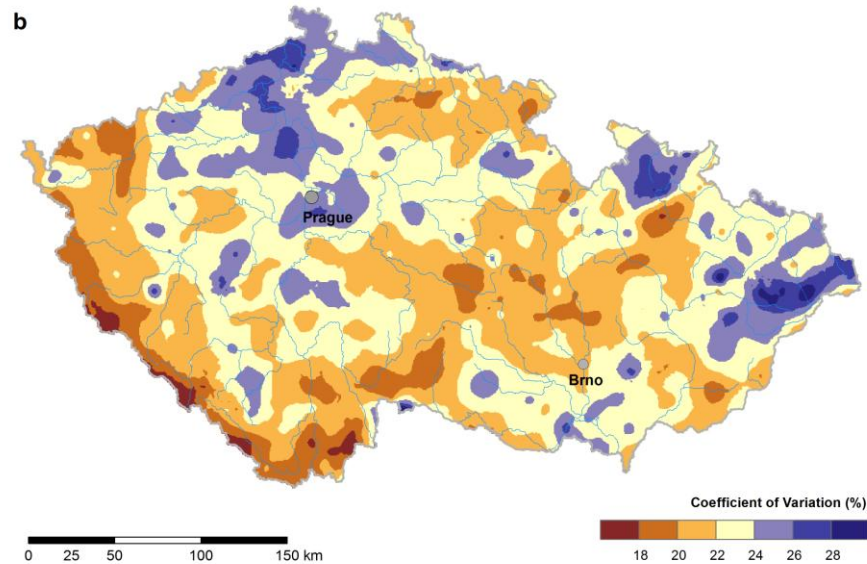 b
Prague
Brno
Coefficient of Variation (%)
18 20 22 24 26 28
0 25 50 100 150 km